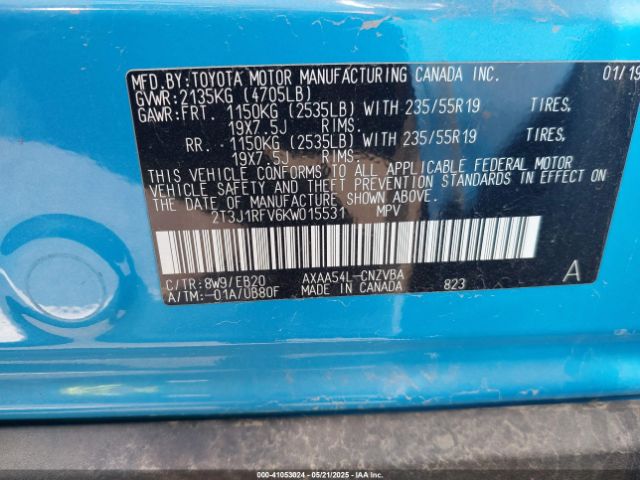 MFD.BY:TOYOTA MOTOR MANUFACTURING CANADA INC. 01/19
GVWR:2135KG (4705LB)
GAWR:FRT. 1150KG (2535LB) WITH 235/55R19 TIRES,
19X7.5J RIMS.
RR. 1150KG (2535LB) WITH 235/55R19 TIRES,
19X7.5J RIMS.
THIS VEHICLE CONFORMS TO ALL APPLICABLE FEDERAL MOTOR
VEHICLE SAFETY AND THEFT PREVENTION STANDARDS IN EFFECT ON
THE DATE OF MANUFACTURE SHOWN ABOVE.
2T3J1RFV6KW015531 MPV
C/TR:8W9/EB20 AXAA54L-CNZVBA A
A/TM:-01A/UB80F MADE IN CANADA 823
000-41053024 - 05/21/2025 - IAA Inc.